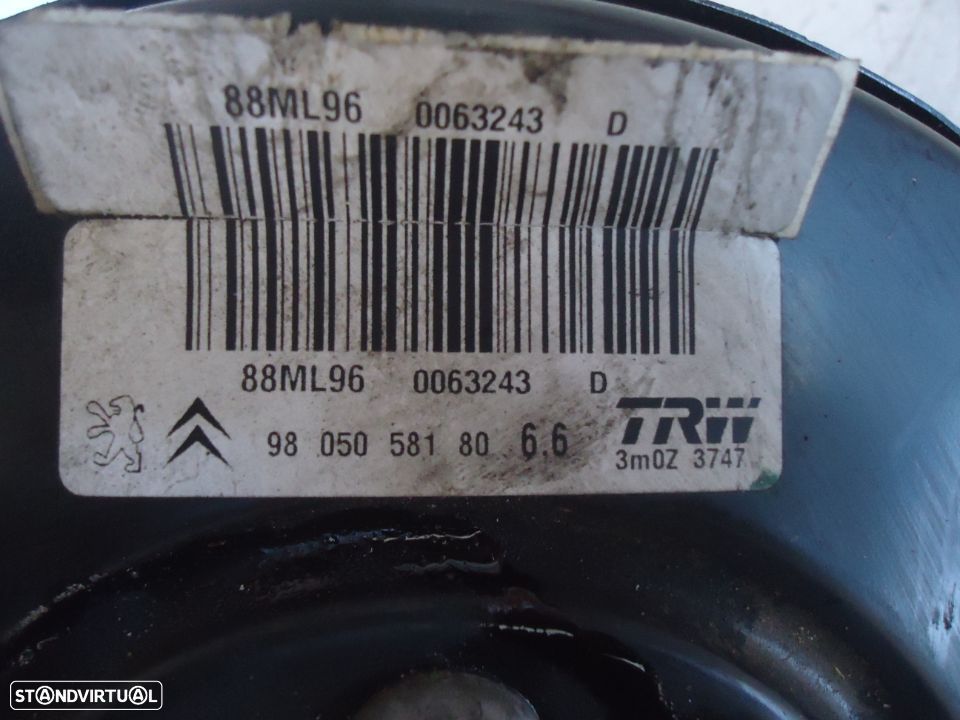 88ML96 0063243 D
88ML96 0063243 D
98 050 581 80 6.6 TRW
3m0Z 3747
STANDVIRTUAL